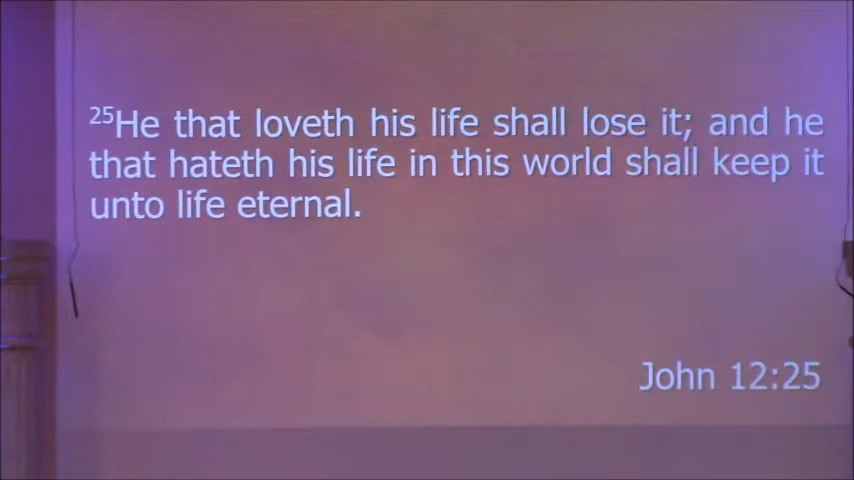 25He that loveth his life shall lose it; and he
that hateth his life in this world shall keep it
unto life eternal.
John 12:25